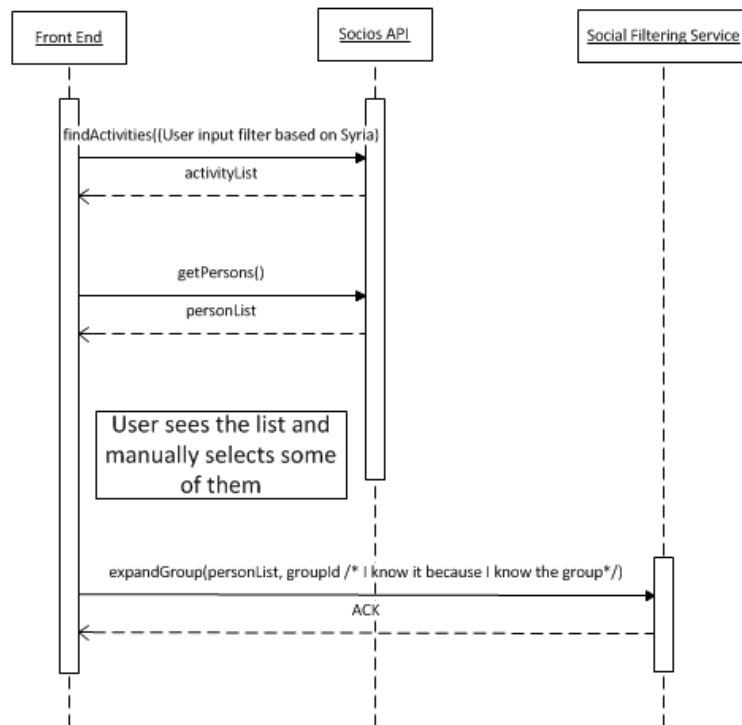 Front End
Socios API
Social Filtering Service
findActivities((User input filter based on Syria)
activityList
getPersons()
personList
User sees the list and
manually selects some
of them
expandGroup(personList, groupId /* I know it because I know the group*/)
ACK